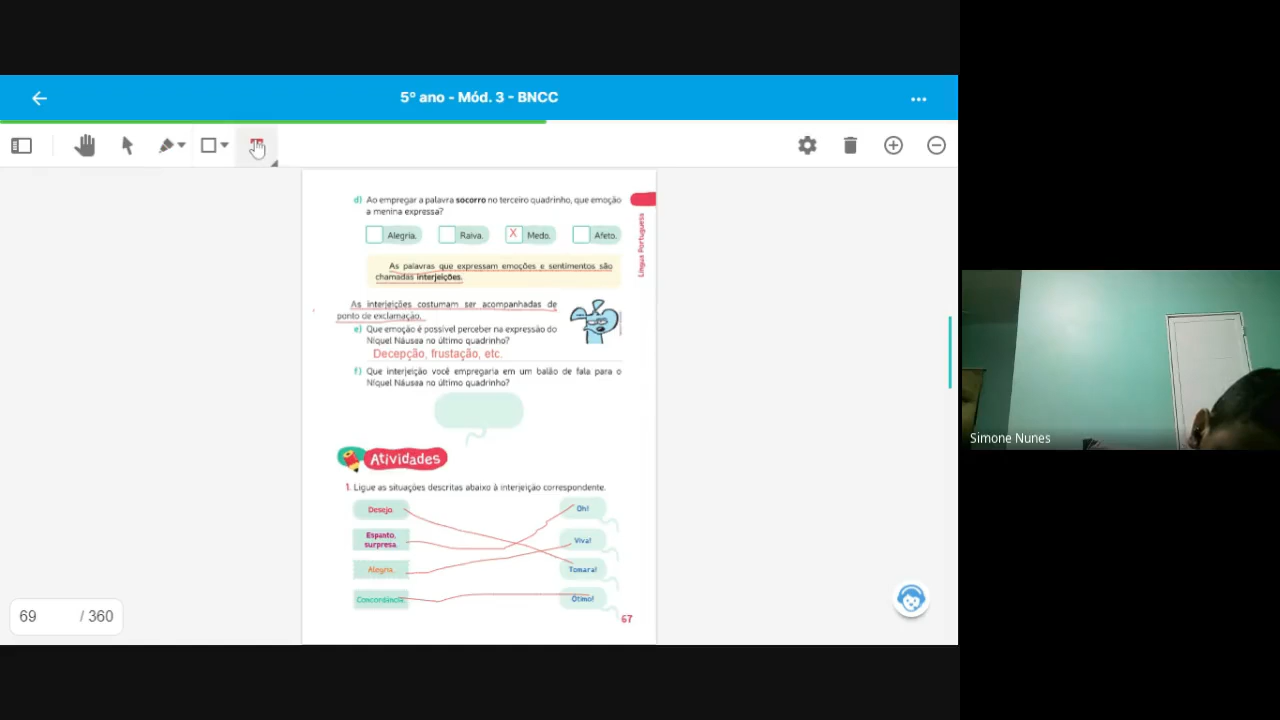 5º ano - Mód. 3 - BNCC
d) Ao empregar a palavra socorro no terceiro quadrinho, que emoção
a menina expressa?
Alegria. Raiva. X Medo. Afeto.
Língua Portuguesa
As palavras que expressam emoções e sentimentos são
chamadas interjeições.
As interjeições costumam ser acompanhadas de
ponto de exclamação.
e) Que emoção é possível perceber na expressão do
Níquel Náusea no último quadrinho?
Decepção, frustação, etc.
f) Que interjeição você empregaria em um balão de fala para o
Níquel Náusea no último quadrinho?
Atividades
1. Ligue as situações descritas abaixo à interjeição correspondente.
Desejo. Oh!
Espanto,
surpresa. Viva!
Alegria. Tomara!
Concordância. Ótimo!
67
69 / 360
Simone Nunes